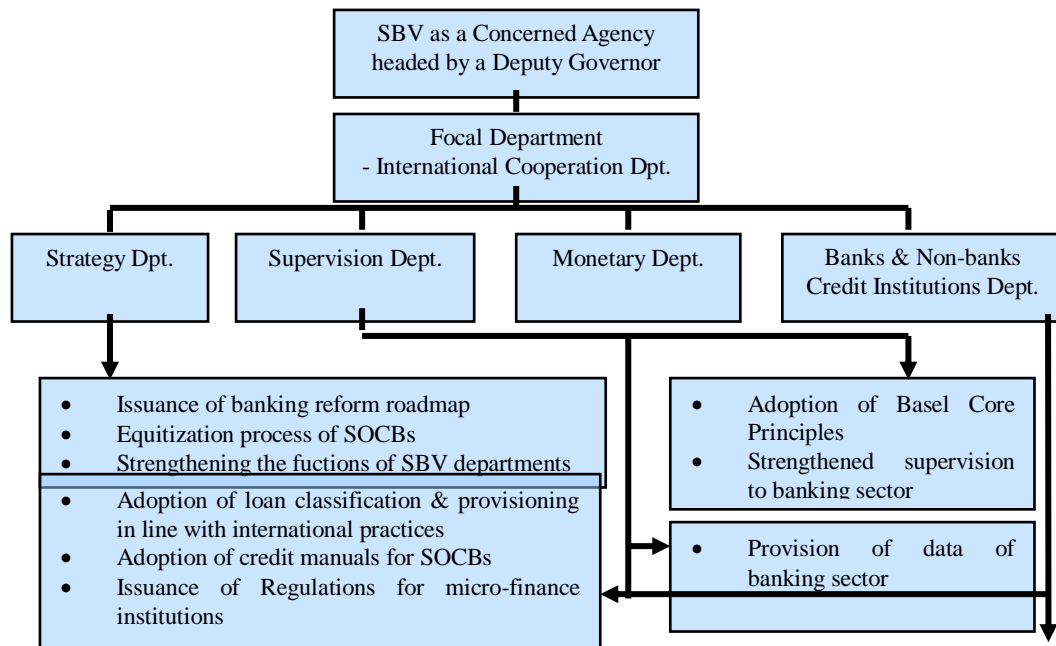 SBV as a Concerned Agency
headed by a Deputy Governor
Focal Department
- International Cooperation Dpt.
Strategy Dpt.
Supervision Dept.
Monetary Dept.
Banks & Non-banks
Credit Institutions Dept.
• Issuance of banking reform roadmap
• Equitization process of SOCBs
• Strengthening the fuctions of SBV departments
• Adoption of loan classification & provisioning
in line with international practices
• Adoption of credit manuals for SOCBs
• Issuance of Regulations for micro-finance
institutions
• Adoption of Basel Core
Principles
• Strengthened supervision
to banking sector
• Provision of data of
banking sector